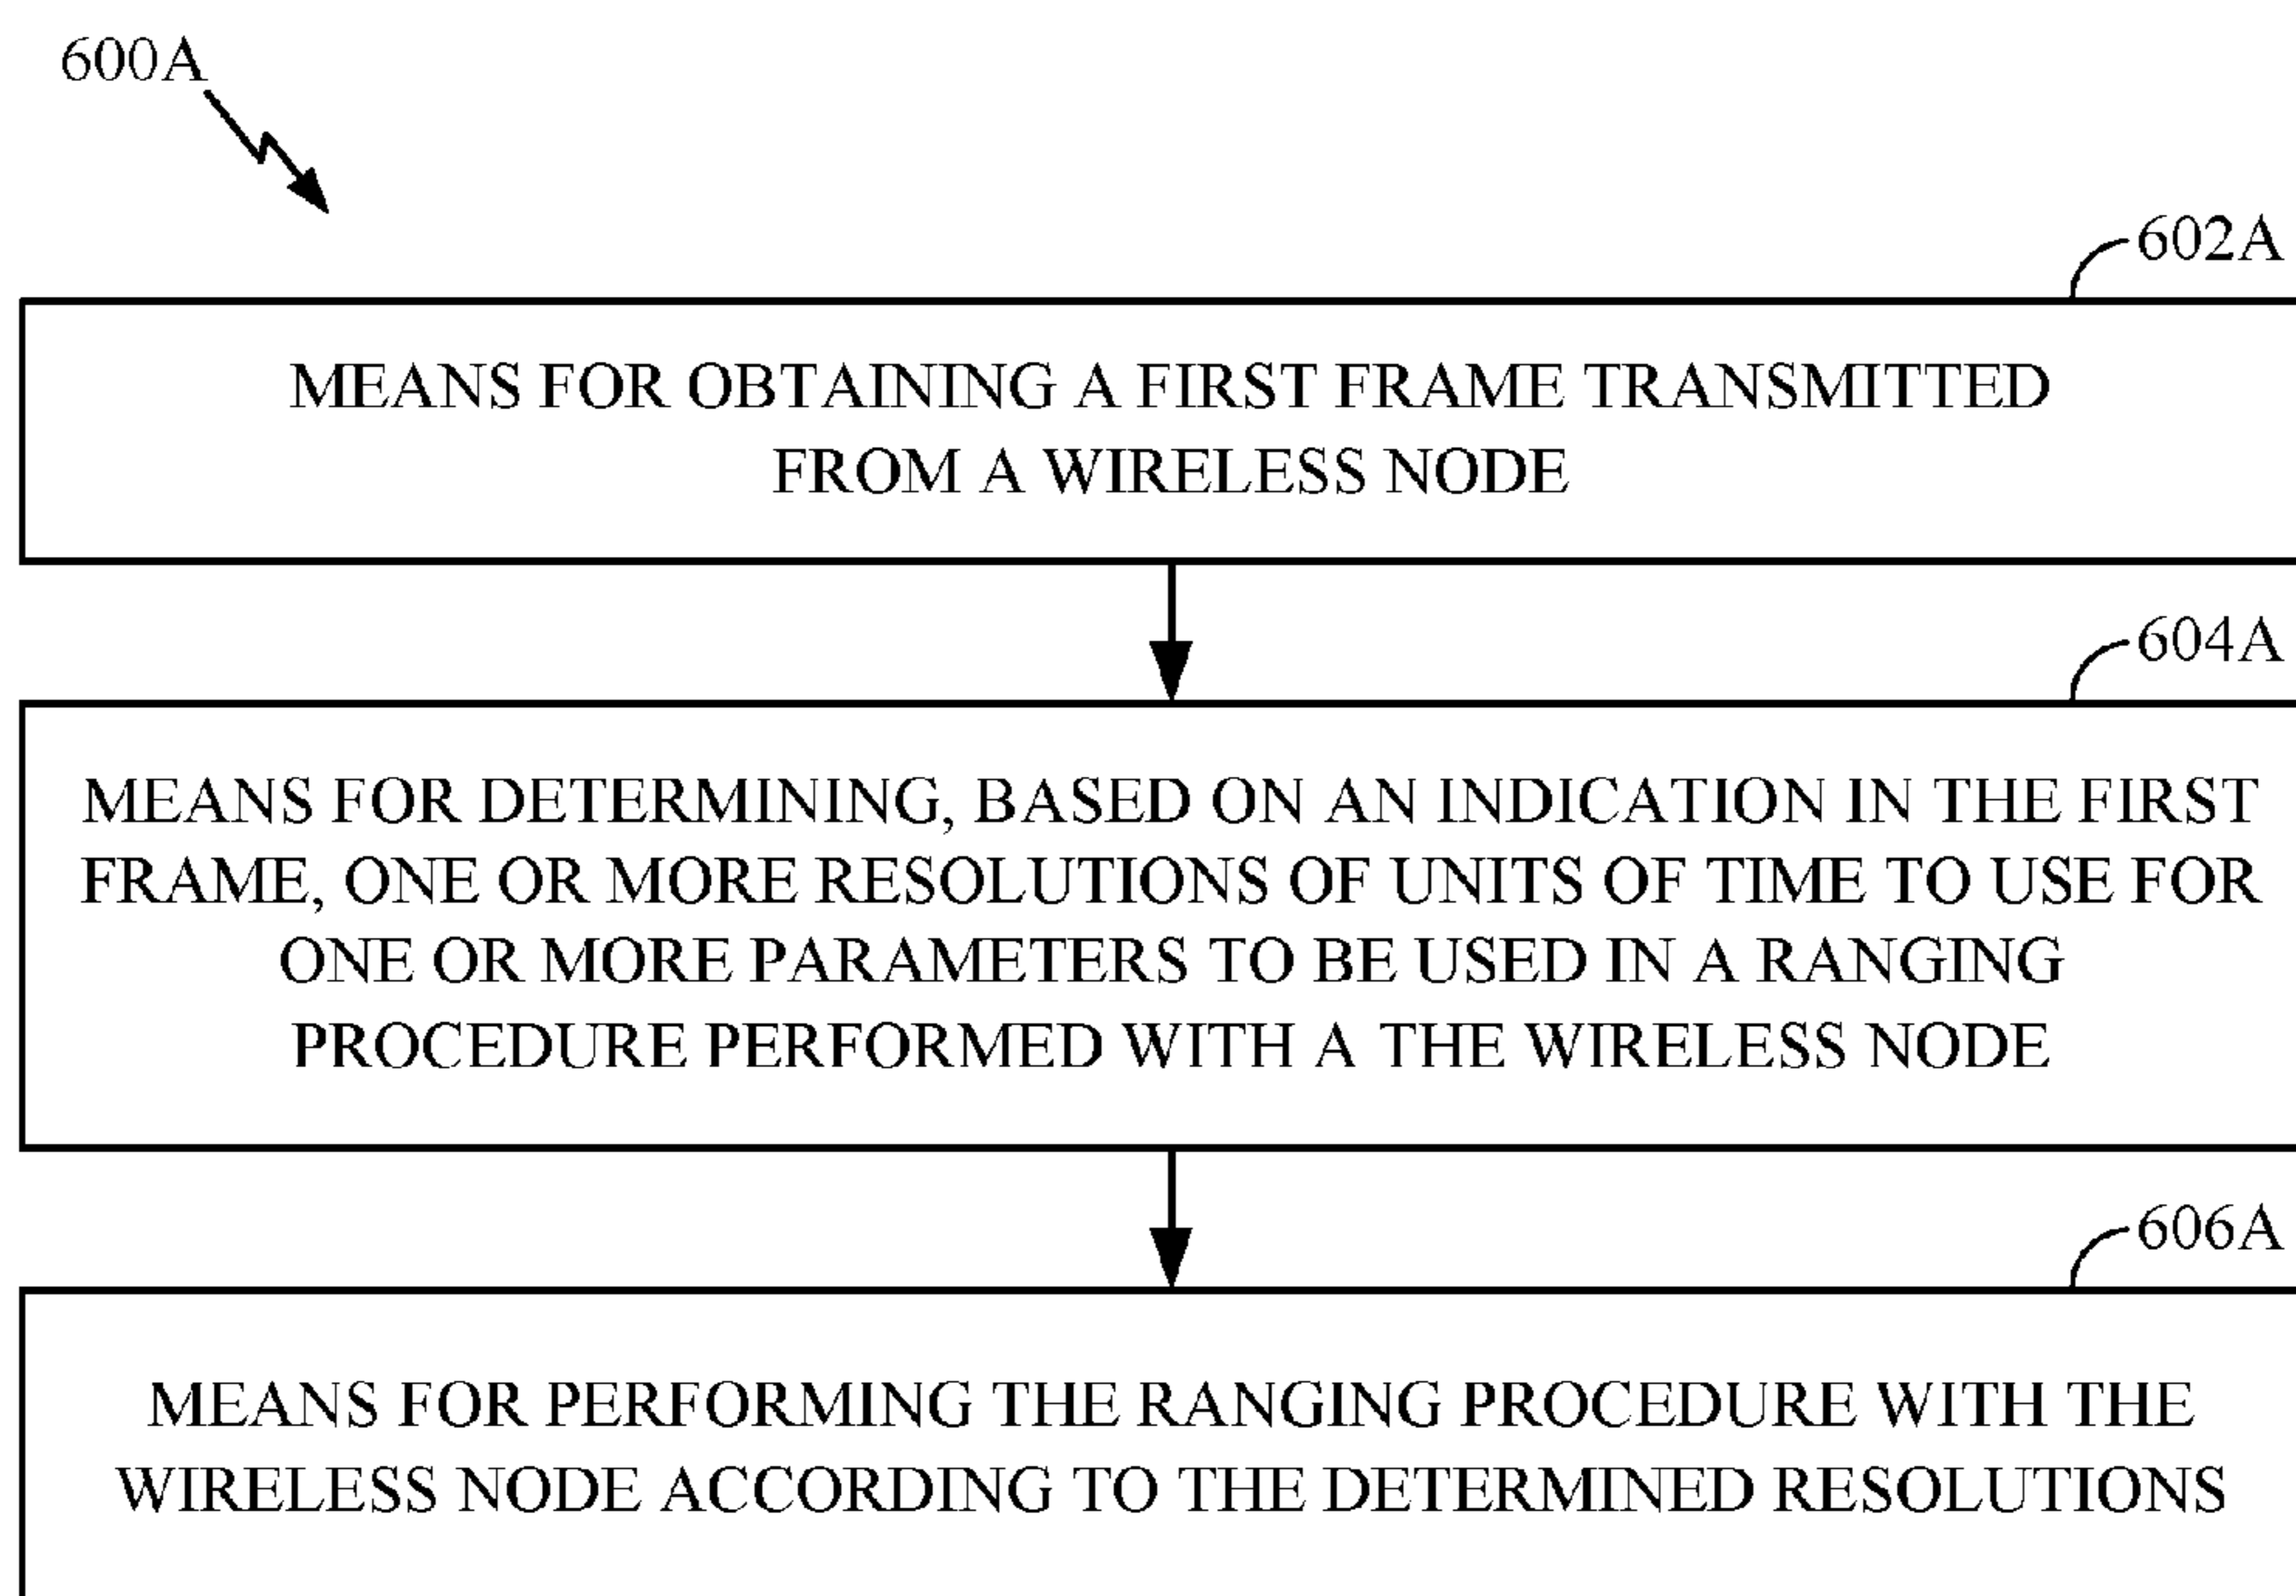 600A
602A
MEANS FOR OBTAINING A FIRST FRAME TRANSMITTED
FROM A WIRELESS NODE
604A
MEANS FOR DETERMINING, BASED ON AN INDICATION IN THE FIRST
FRAME, ONE OR MORE RESOLUTIONS OF UNITS OF TIME TO USE FOR
ONE OR MORE PARAMETERS TO BE USED IN A RANGING
PROCEDURE PERFORMED WITH A THE WIRELESS NODE
606A
MEANS FOR PERFORMING THE RANGING PROCEDURE WITH THE
WIRELESS NODE ACCORDING TO THE DETERMINED RESOLUTIONS